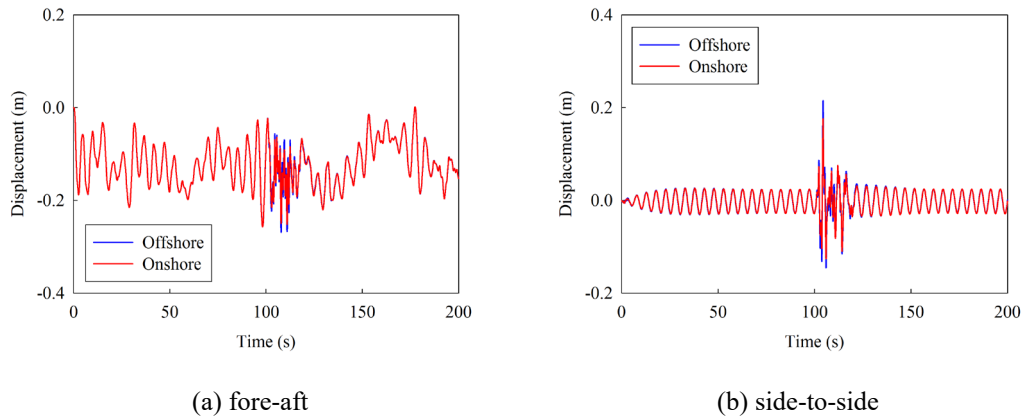 0.2
0.0
-0.2
-0.4
Displacement (m)
Offshore
Onshore
0
50
100
150
200
Time (s)
(a) fore-aft
0.4
0.2
0.0
-0.2
Displacement (m)
Offshore
Onshore
0
50
100
150
200
Time (s)
(b) side-to-side